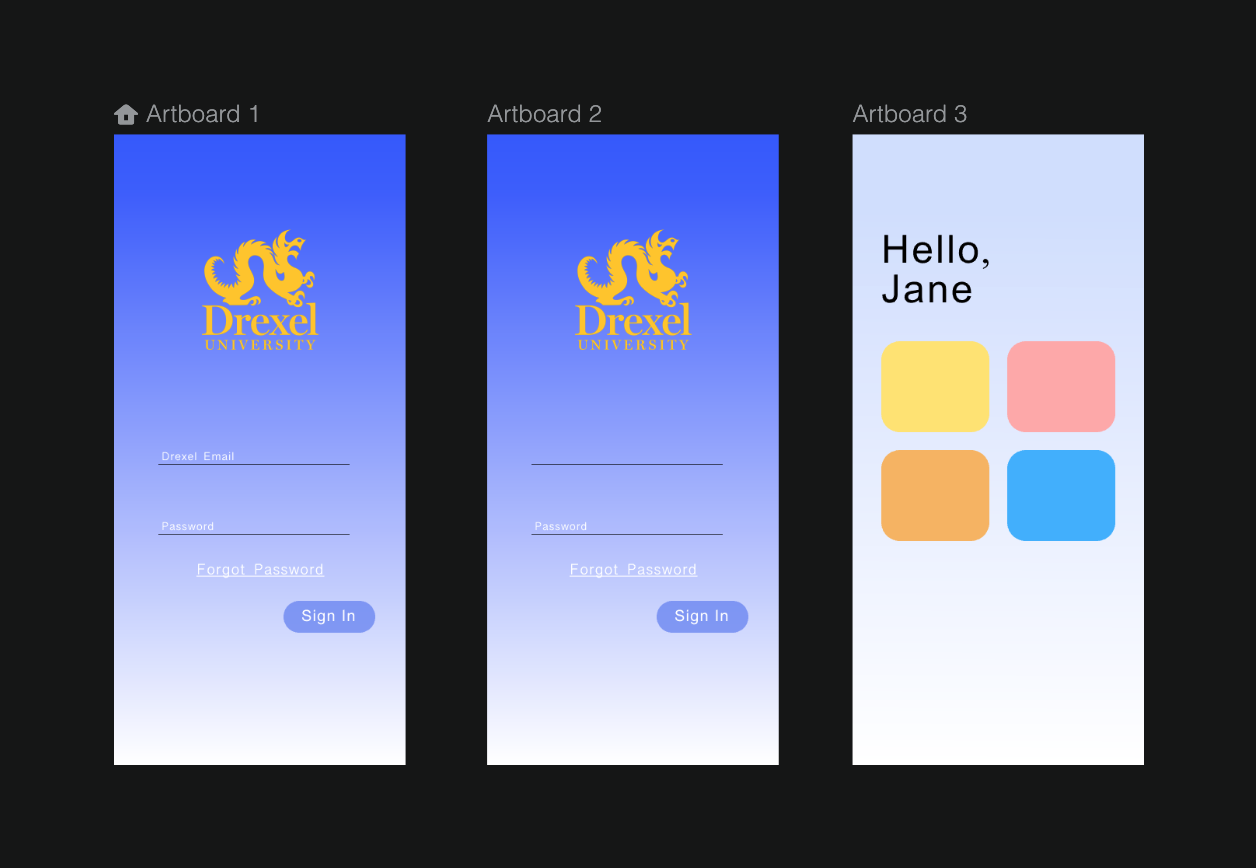 Artboard 1
Drexel
UNIVERSITY
Drexel Email
Password
Forgot Password
Sign In
Artboard 2
Drexel
UNIVERSITY
Password
Forgot Password
Sign In
Artboard 3
Hello,
Jane